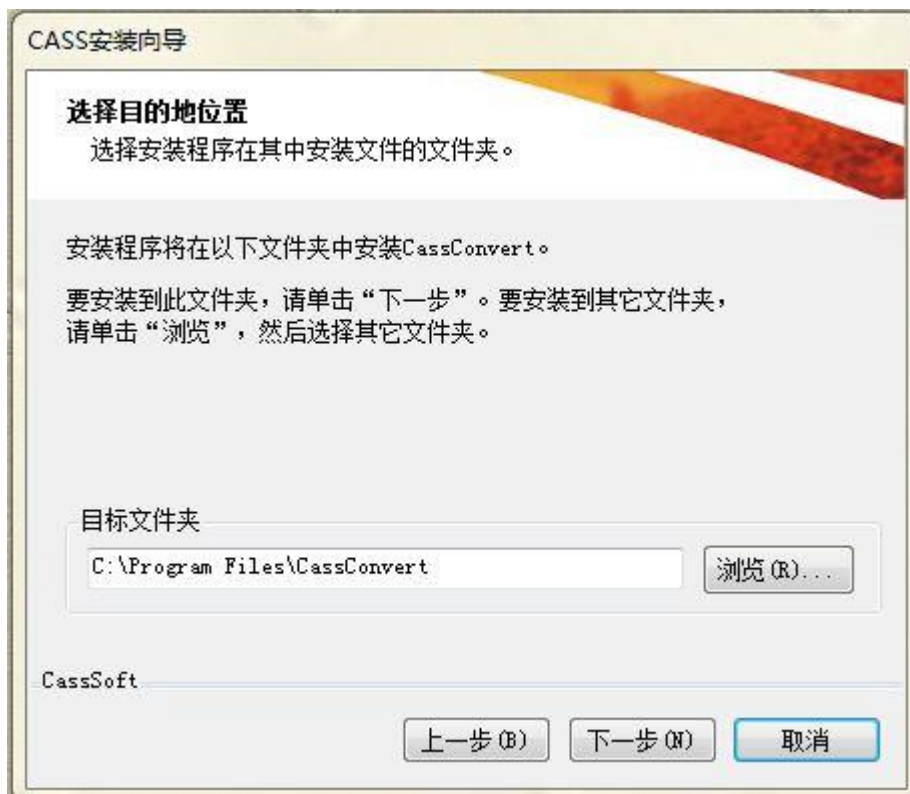 CASS安装向导
选择目的地位置
选择安装程序在其中安装文件的文件夹。
安装程序将在以下文件夹中安装CassConvert。
要安装到此文件夹，请单击“下一步”。要安装到其它文件夹，
请单击“浏览”，然后选择其它文件夹。
目标文件夹
C:\Program Files\CassConvert
浏览(R)...
CassSoft
上一步(B) 下一步(N) 取消